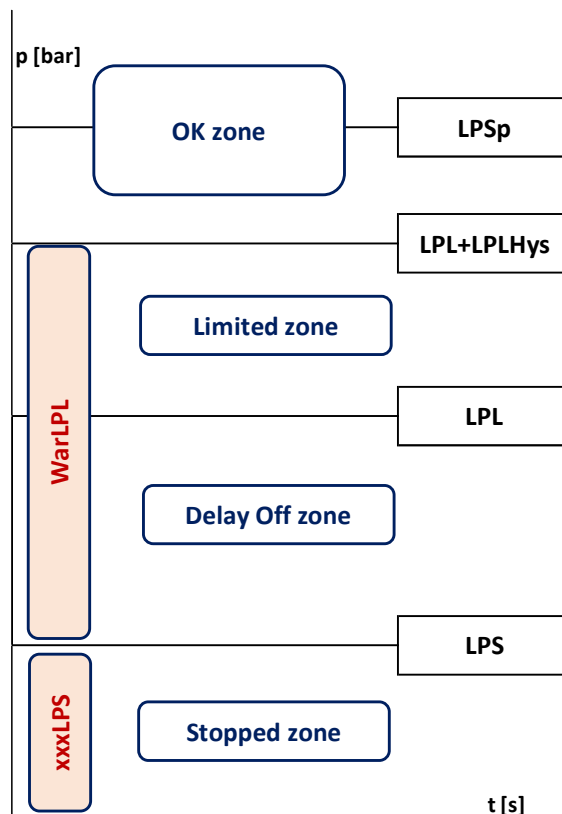 p [bar]
OK zone
LPSp
LPL+LPLHys
Limited zone
WarLPL
LPL
Delay Off zone
LPS
xxxLPS
Stopped zone
t [s]